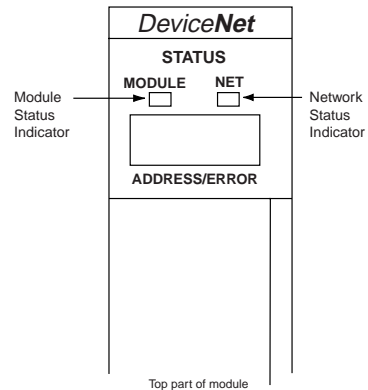 DeviceNet
STATUS
MODULE NET
Module
Status
Indicator
Network
Status
Indicator
ADDRESS/ERROR
Top part of module